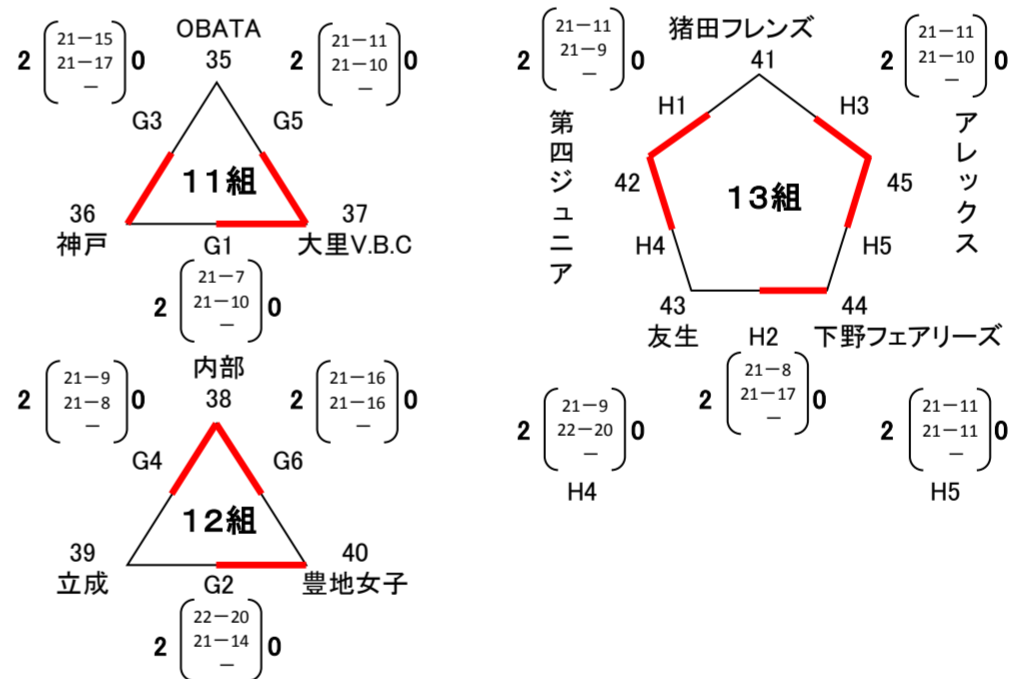 OBATA
35
2 21－15 21－17 － 0
2 21－11 21－10 － 0
G3
G5
11組
36
神戸
37
大里V.B.C
G1
2 21－7 21－10 － 0
内部
38
2 21－9 21－8 － 0
2 21－16 21－16 － 0
G4
G6
12組
39
立成
40
豊地女子
G2
2 22－20 21－14 － 0
猪田フレンズ
41
2 21－11 21－9 － 0
2 21－11 21－10 － 0
H1
H3
第四ジュニア
42
アレックス
45
13組
H4
H5
43
友生
44
下野フェアリーズ
H2
2 21－8 21－17 － 0
2 21－9 22－20 － 0
H4
2 21－11 21－11 － 0
H5